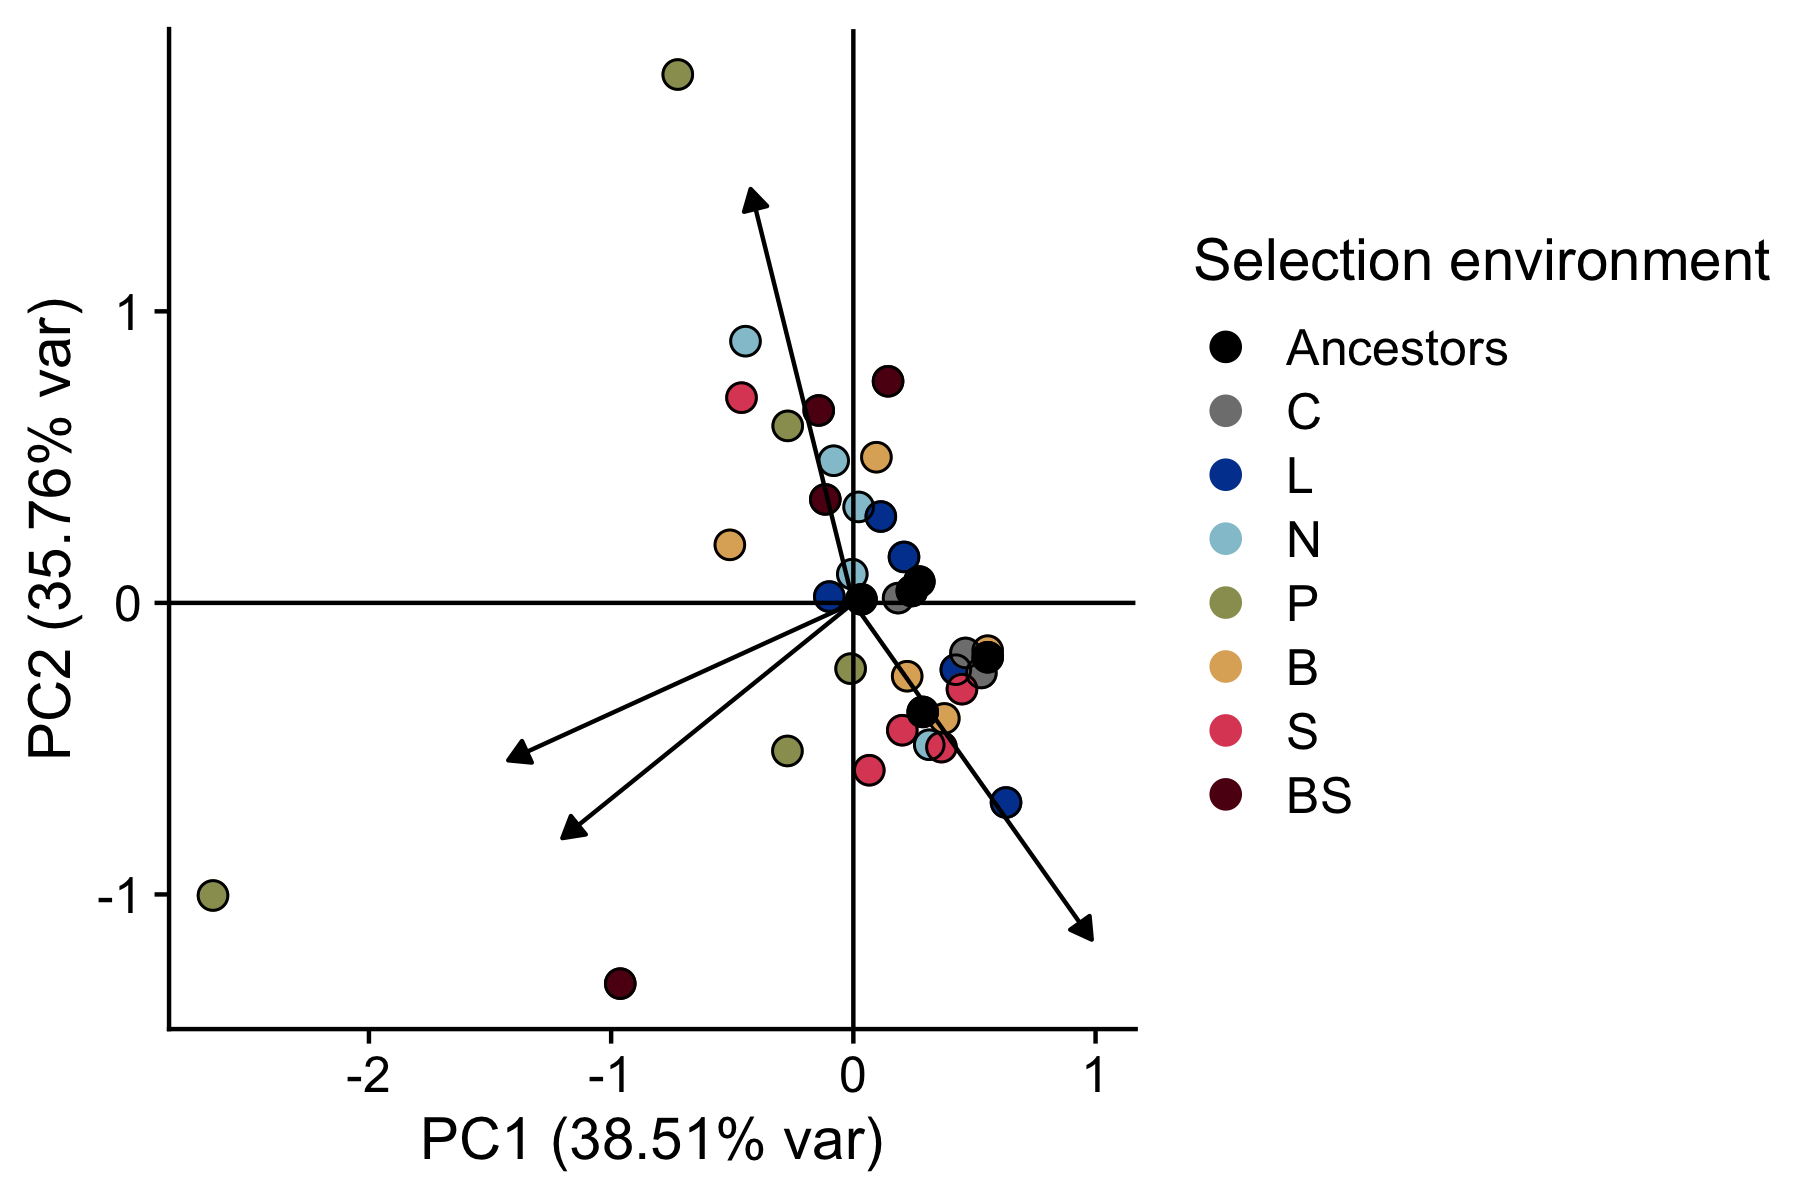 PC2 (35.76% var)
1
0
-1
-2
-1
0
1
PC1 (38.51% var)
Selection environment
Ancestors
C
L
N
P
B
S
BS